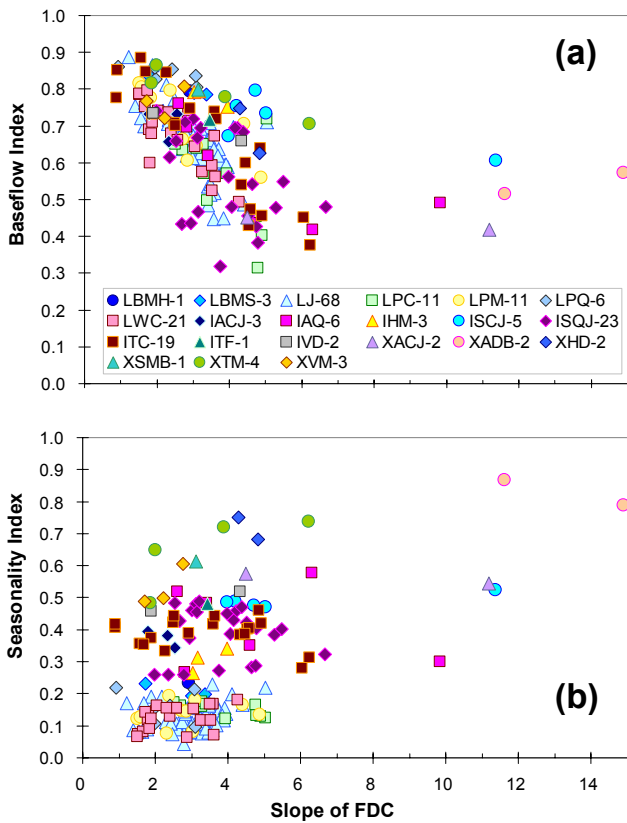 1.0
(a)
0.9
0.8
0.7
0.6
0.5
0.4
0.3
0.2
0.1
0.0
Baseflow Index
LBMH-1 LBMS-3 LJ-68 LPC-11 LPM-11 LPQ-6
LWC-21 IACJ-3 IAQ-6 IHM-3 ISCJ-5 ISQJ-23
ITC-19 ITF-1 IVD-2 XACJ-2 XADB-2 XHD-2
XSMB-1 XTM-4 XVM-3
1.0
0.9
0.8
0.7
0.6
0.5
0.4
0.3
0.2
0.1
0.0
Seasonality Index
(b)
0 2 4 6 8 10 12 14
Slope of FDC